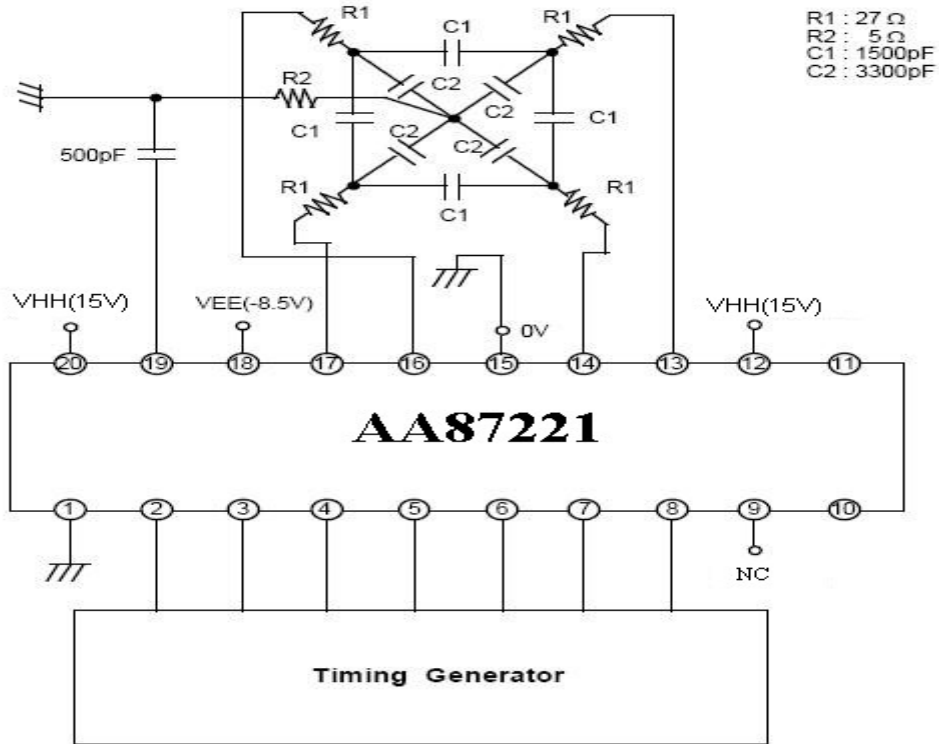 R1
C1
R1
R1 : 27 Ω
R2 : 5 Ω
C1 : 1500pF
C2 : 3300pF
R2
C2
C2
C1
C2
C2
C1
500pF
R1
R1
C1
VHH(15V)
VEE(-8.5V)
0V
VHH(15V)
20 19 18 17 16 15 14 13 12 11
AA87221
1 2 3 4 5 6 7 8 9 10
NC
Timing Generator